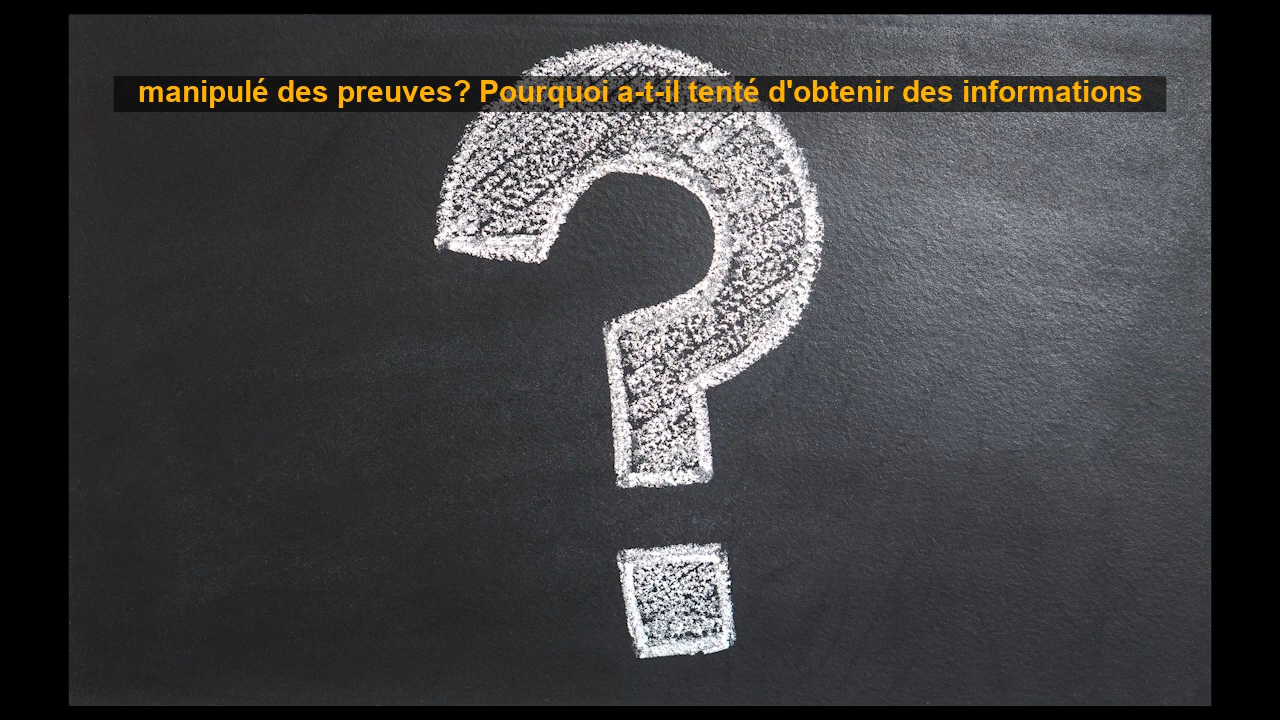 manipulé des preuves? Pourquoi a-t-il tenté d'obtenir des informations